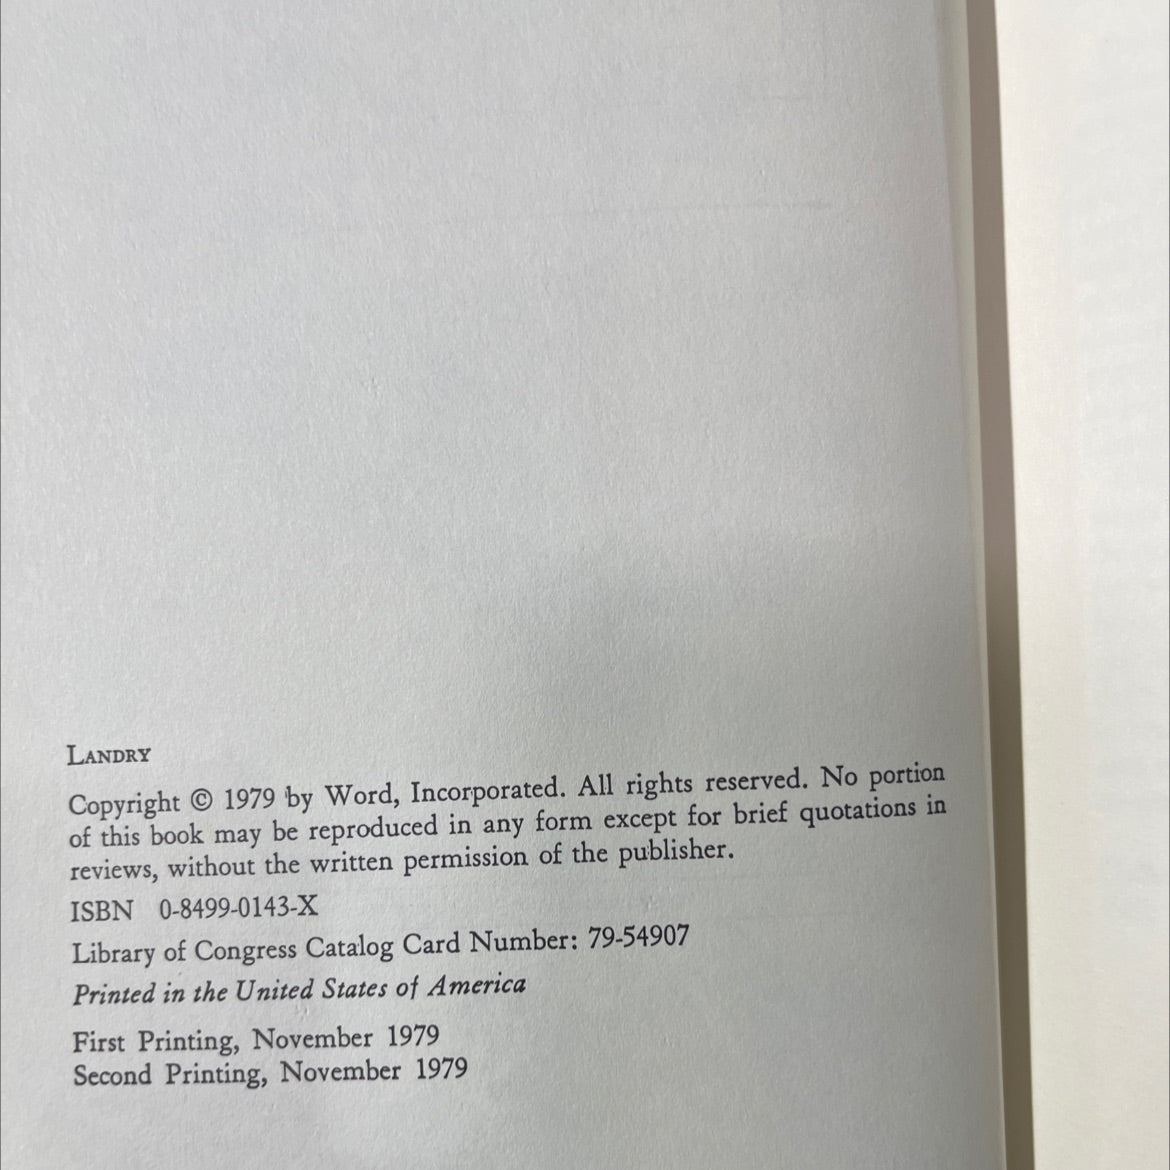 LANDRY
Copyright © 1979 by Word, Incorporated. All rights reserved. No portion
of this book may be reproduced in any form except for brief quotations in
reviews, without the written permission of the publisher.
ISBN 0-8499-0143-X
Library of Congress Catalog Card Number: 79-54907
Printed in the United States of America
First Printing, November 1979
Second Printing, November 1979